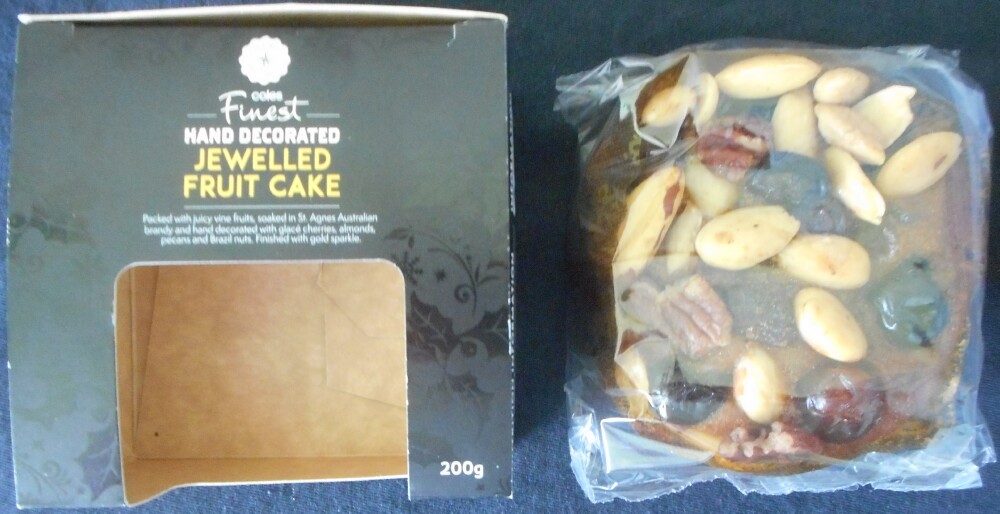 coles
Finest
HAND DECORATED
JEWELLED
FRUIT CAKE
Packed with juicy vine fruits, soaked in St. Agnes Australian
brandy and hand decorated with glacé cherries, almonds,
pecans and Brazil nuts. Finished with gold sparkle.
200g